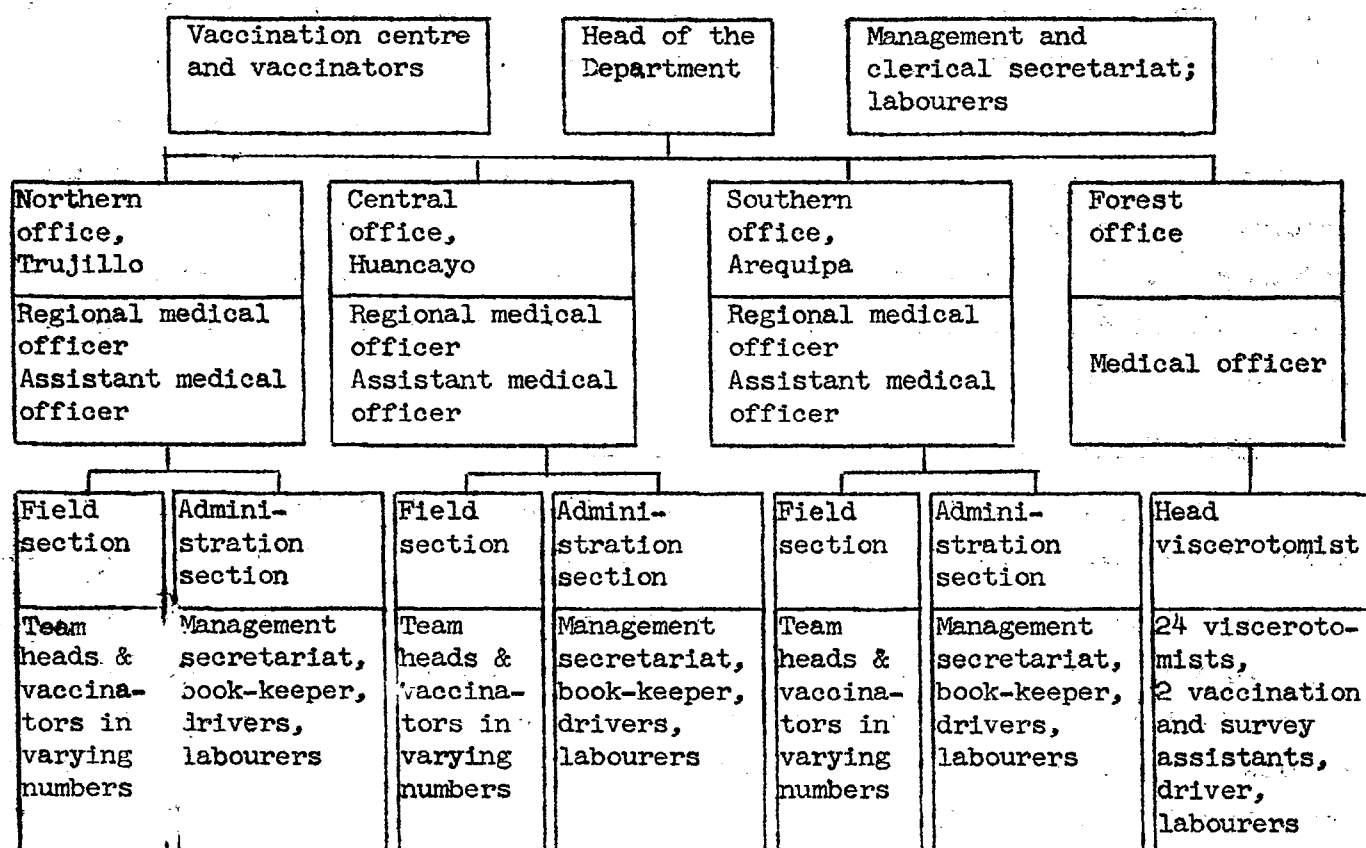 Vaccination centre
and vaccinators
Head of the
Department
Management and
clerical secretariat;
labourers
Northern
office,
Trujillo
Regional medical
officer
Assistant medical
officer
Central
office,
Huancayo
Regional medical
officer
Assistant medical
officer
Southern
office,
Arequipa
Regional medical
officer
Assistant medical
officer
Forest
office
Medical officer
Field
section
Team
heads &
vaccina-
tors in
varying
numbers
Admini-
stration
section
Management
secretariat,
book-keeper,
drivers,
labourers
Field
section
Team
heads &
vaccina-
tors in
varying
numbers
Admini-
stration
section
Management
secretariat,
book-keeper,
drivers,
labourers
Field
section
Team
heads &
vaccina-
tors in
varying
numbers
Admini-
stration
section
Management
secretariat,
book-keeper,
drivers,
labourers
Head
viscerotomist
24 visceroto-
mists,
2 vaccination
and survey
assistants,
driver,
labourers